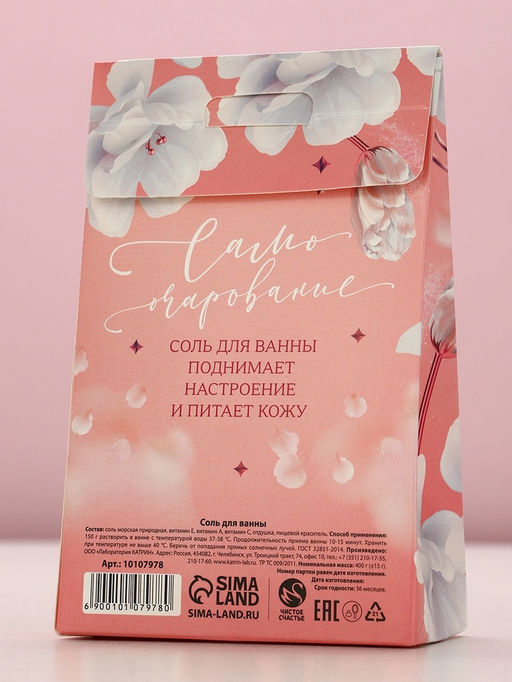 Само
очарование
СОЛЬ ДЛЯ ВАННЫ
ПОДНИМАЕТ
НАСТРОЕНИЕ
И ПИТАЕТ КОЖУ
Соль для ванны
Состав: соль морская природная, витамин Е, витамин А, витамин С, отдушка, пищевой краситель. Способ применения:
150 г растворить в ванне с температурой воды 37-38 °С. Продолжительность приема ванны 10-15 минут. Хранить
при температуре не выше 40 °С. Беречь от попадания прямых солнечных лучей. ГОСТ 32851-2014. Произведено:
ООО «Лаборатория КАТРИН». Адрес: Россия, 454082, г. Челябинск, ул. Троицкий тракт, 74, офис 10, тел.: +7 (351) 210-17-55,
210-17-60. www.katrin-lab.ru. ТР ТС 009/2011. Номинальная масса: 400 г (±15 г).
Номер партии равен дате изготовления.
Дата изготовления:
Срок годности: 36 месяцев.
Арт.: 10107978
6 900101 079780
SIMA
LAND
SIMA-LAND.RU
ЧИСТОЕ
СЧАСТЬЕ
EAC
21